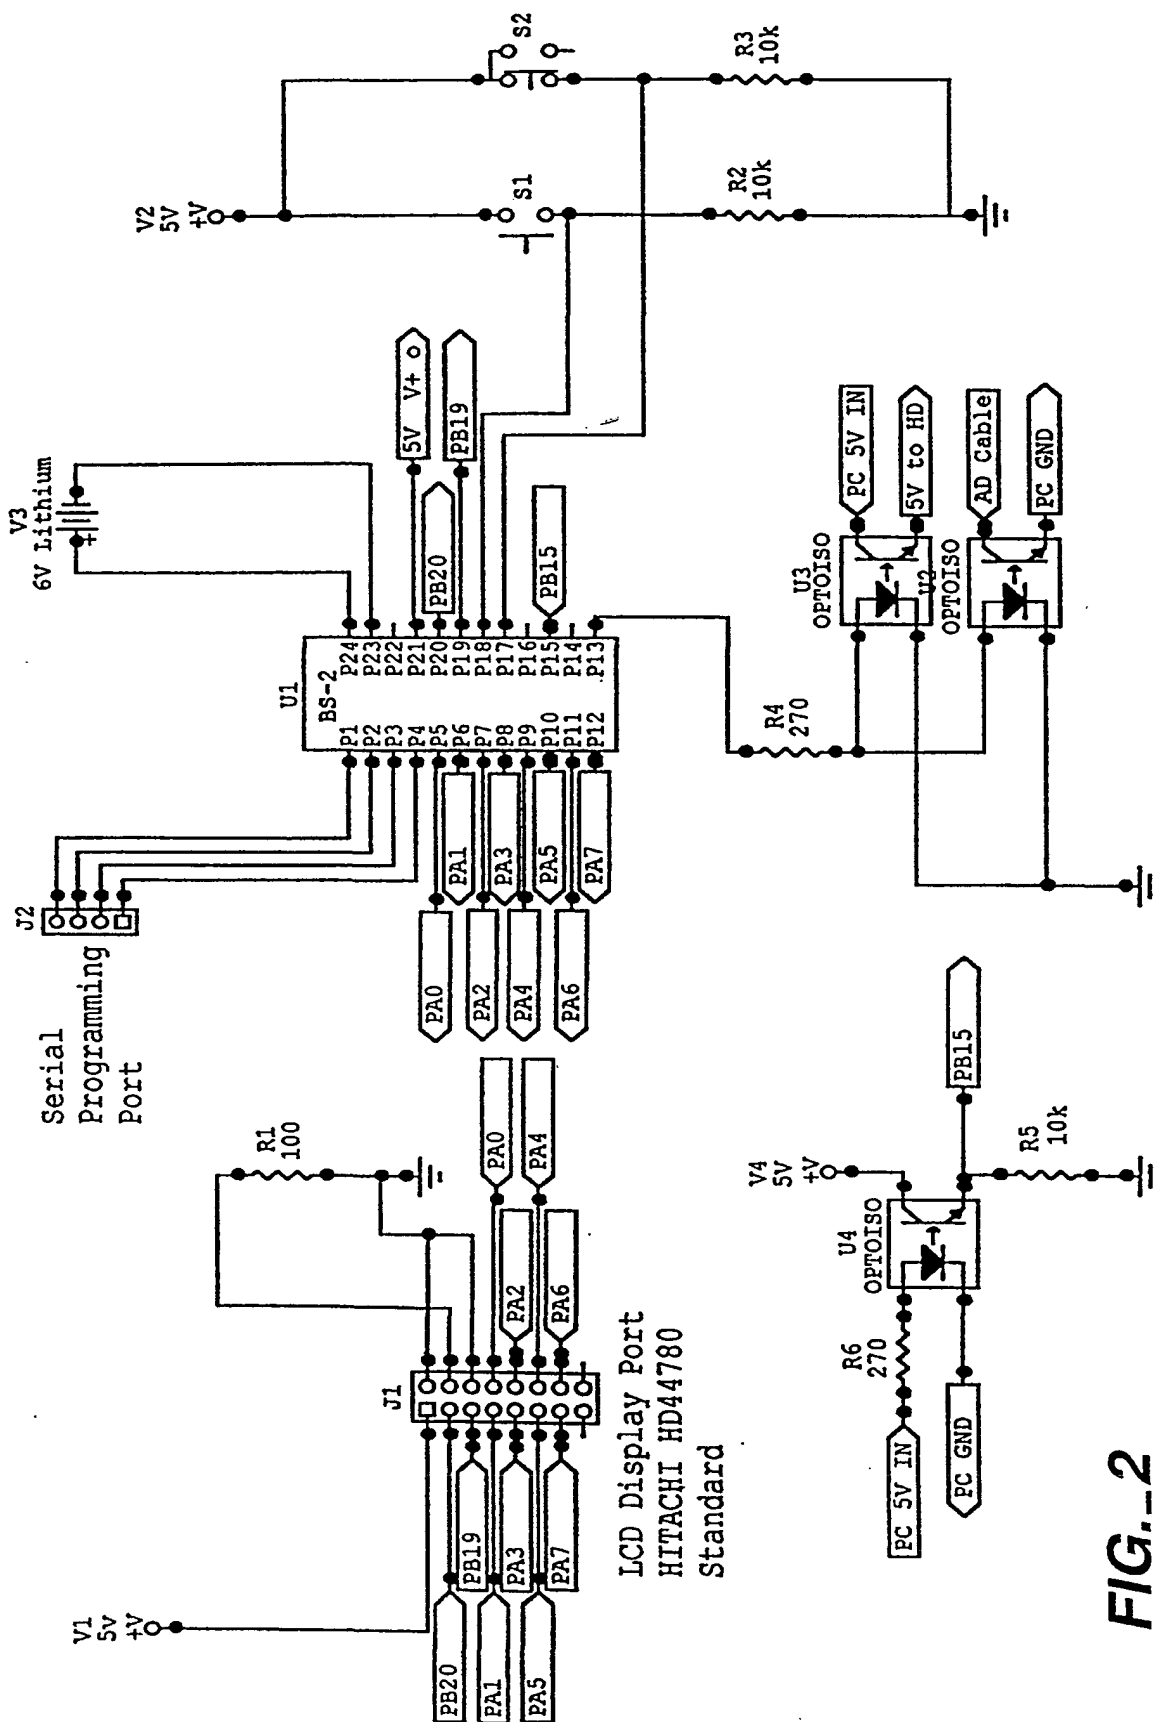 V1
5v
+V
PB20
PB19
PA1
PA3
PA5
PA7
J1
LCD Display Port
HITACHI HD44780
Standard
PA0
PA2
PA4
PA6
R1
100
Serial
Programming
Port
J2
V3
6V Lithium
+
U1
BS-2
P1
P2
P3
P4
P5
P6
P7
P8
P9
P10
P11
P12
P24
P23
P22
P21
P20
P19
P18
P17
P16
P15
P14
P13
PA0
PA1
PA2
PA3
PA4
PA5
PA6
PA7
5V V+
PB20
PB19
PB15
V2
5V
+V
S1
S2
R2
10k
R3
10k
PC 5V IN
R6
270
PC GND
U4
OPTOISO
V4
5V
+V
PB15
R5
10k
R4
270
U3
OPTOISO
PC 5V IN
5V to HD
U2
OPTOISO
AD Cable
PC GND
FIG._2